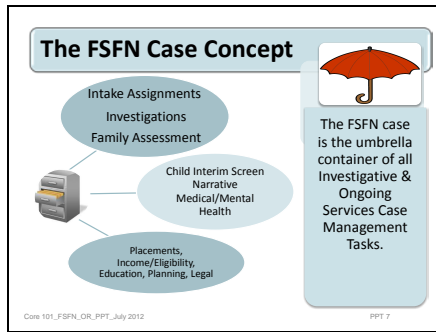 The FSFN Case Concept
Intake Assignments
Investigations
Family Assessment
Child Interim Screen
Narrative
Medical/Mental
Health
Placements,
Income/Eligibility,
Education, Planning, Legal
The FSFN case
is the umbrella
container of all
Investigative &
Ongoing
Services Case
Management
Tasks.
Core 101_FSFN_OR_PPT_July 2012
PPT 7